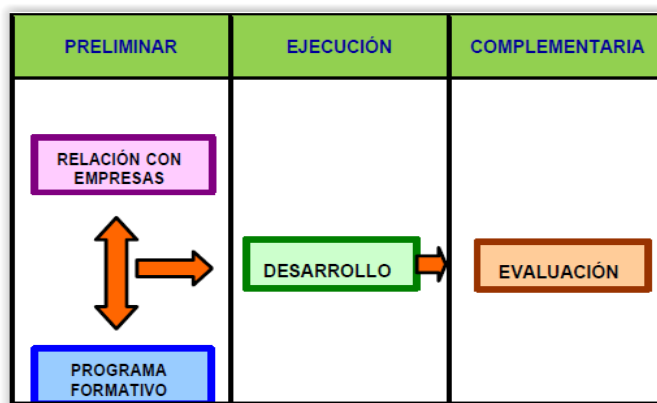 PRELIMINAR
EJECUCIÓN
COMPLEMENTARIA
RELACIÓN CON
EMPRESAS
DESARROLLO
EVALUACIÓN
PROGRAMA
FORMATIVO